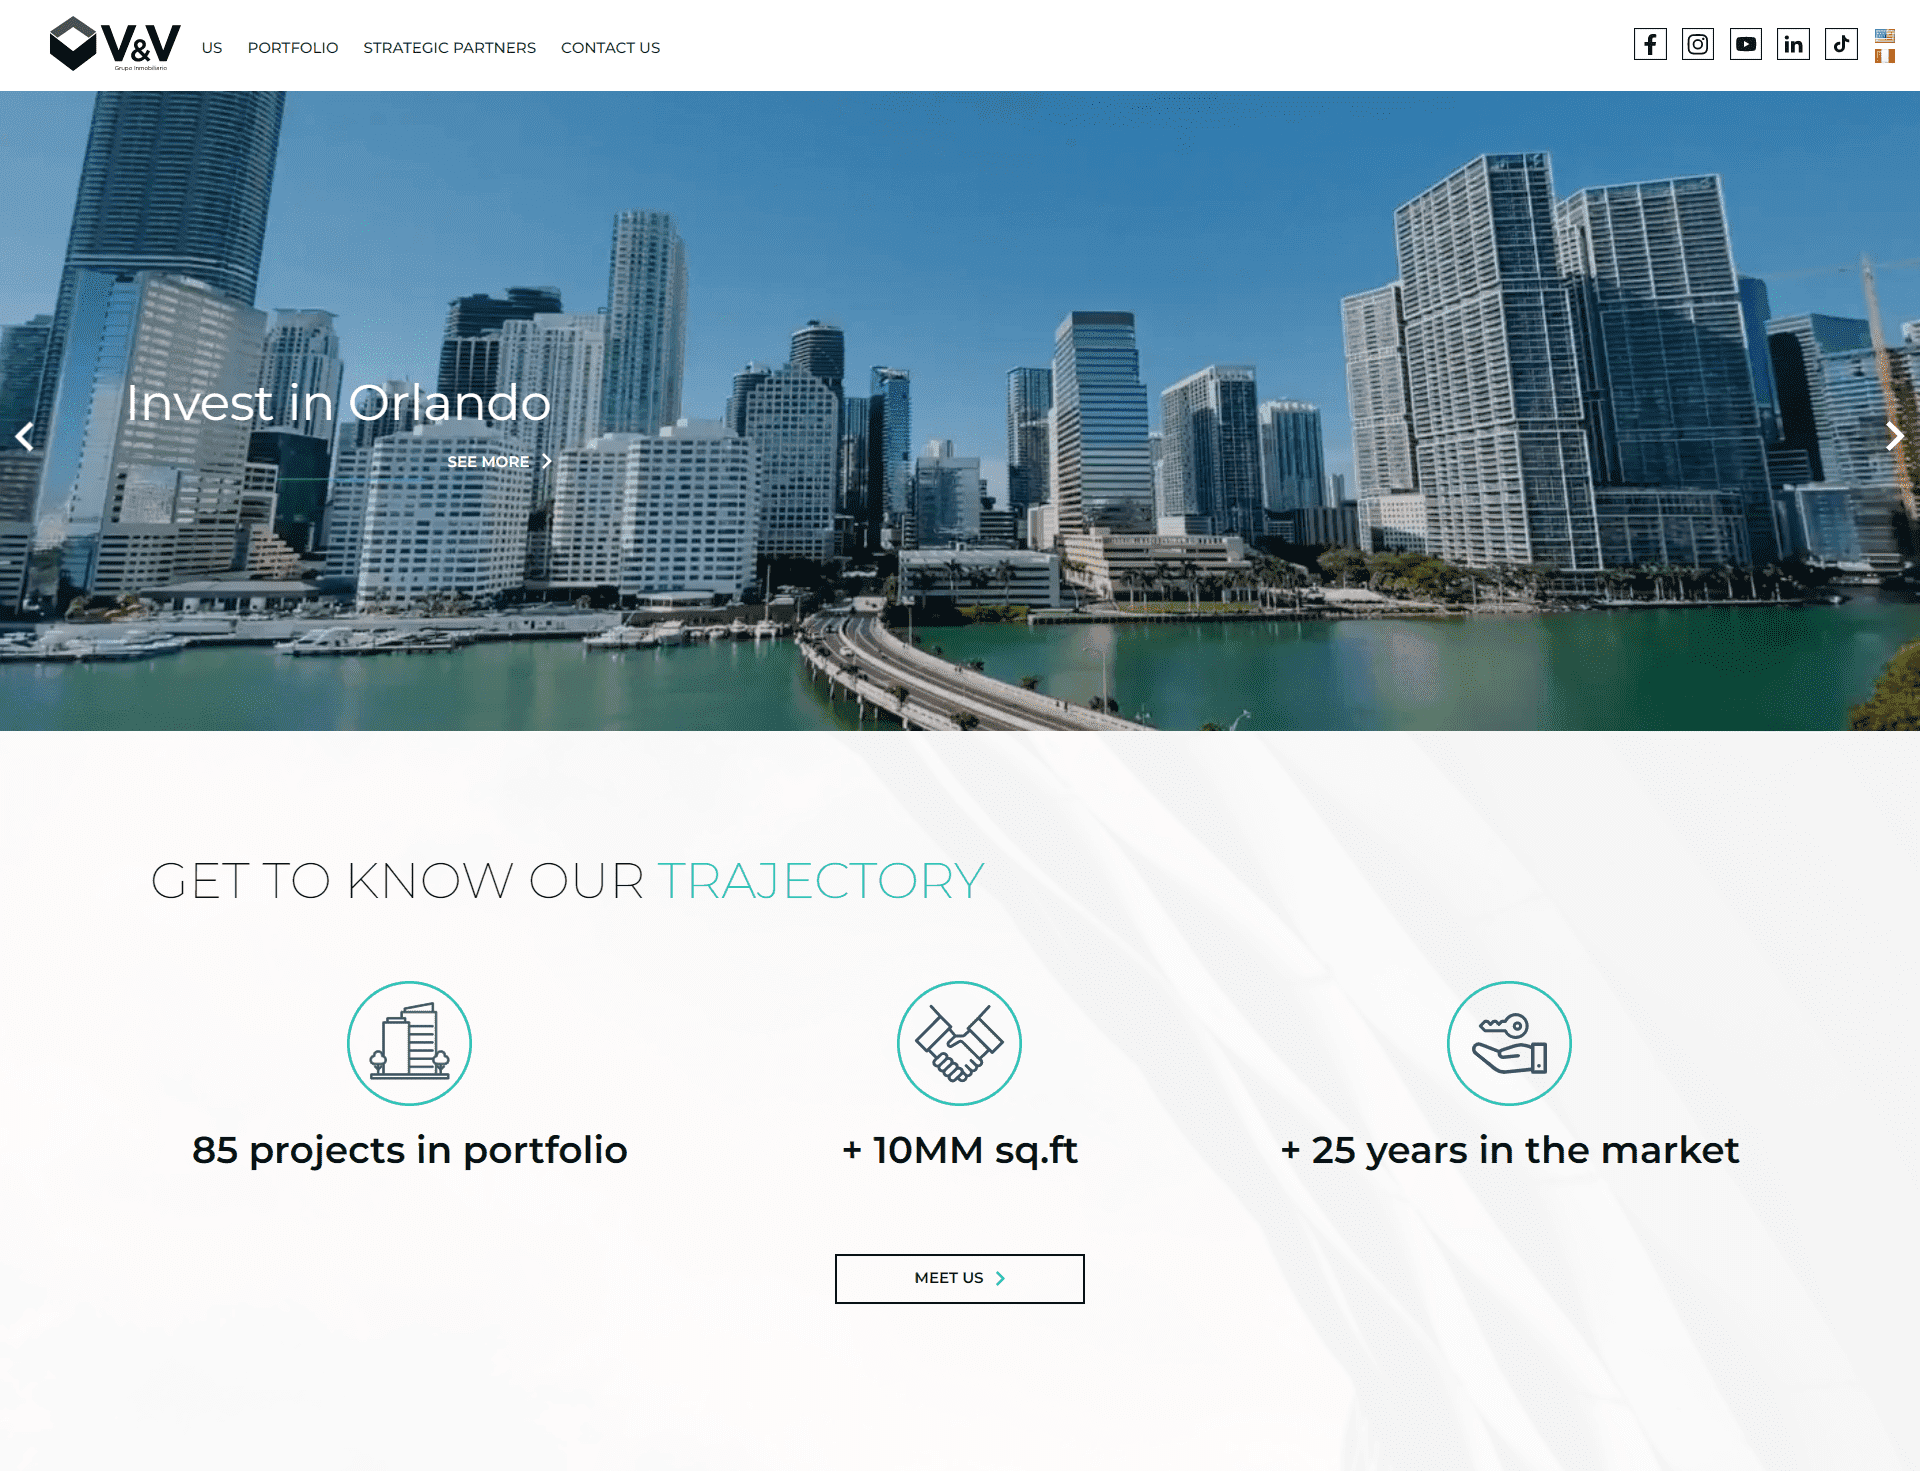 V&V
Grupo Inmobiliario
US
PORTFOLIO
STRATEGIC PARTNERS
CONTACT US
Invest in Orlando
SEE MORE
GET TO KNOW OUR TRAJECTORY
85 projects in portfolio
+ 10MM sq.ft
+ 25 years in the market
MEET US